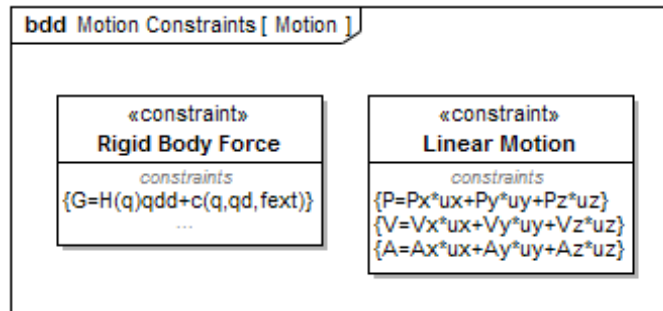 bdd Motion Constraints [ Motion ]
«constraint»
Rigid Body Force
constraints
{G=H(q)qdd+c(q,qd,fext)}
...
«constraint»
Linear Motion
constraints
{P=Px*ux+Py*uy+Pz*uz}
{V=Vx*ux+Vy*uy+Vz*uz}
{A=Ax*ux+Ay*uy+Az*uz}